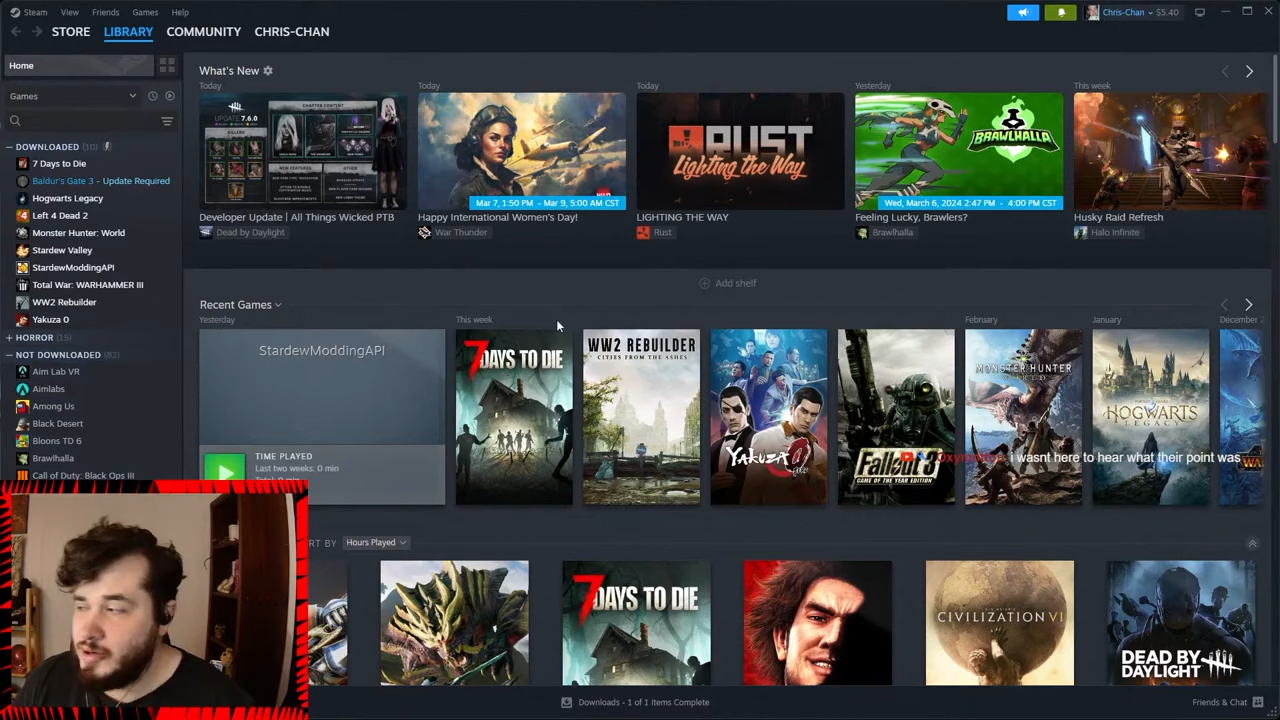 Steam View Friends Games Help
Chris-Chan $5.40
STORE LIBRARY COMMUNITY CHRIS-CHAN
Home
Games
DOWNLOADED (10)
7 Days to Die
Baldur's Gate 3 - Update Required
Hogwarts Legacy
Left 4 Dead 2
Monster Hunter: World
Stardew Valley
StardewModdingAPI
Total War: WARHAMMER III
WW2 Rebuilder
Yakuza 0
HORROR (15)
NOT DOWNLOADED (82)
Aim Lab VR
Aimlabs
Among Us
Black Desert
Bloons TD 6
Brawlhalla
Call of Duty: Black Ops III
What's New
Today Today Today Yesterday This week
UPDATE 7.6.0
CHAPTER CONTENT
RUST
Lighting the Way
BRAWLHALLA
Mar 7, 1:50 PM - Mar 9, 5:00 AM CST
Wed, March 6, 2024 2:47 PM - 4:00 PM CST
Developer Update | All Things Wicked PTB
Happy International Women's Day!
LIGHTING THE WAY
Feeling Lucky, Brawlers?
Husky Raid Refresh
Dead by Daylight
War Thunder
Rust
Brawlhalla
Halo Infinite
Add shelf
Recent Games
Yesterday This week February January December
StardewModdingAPI
TIME PLAYED
Last two weeks: 0 min
7 DAYS TO DIE
WW2 REBUILDER
CITIES FROM THE ASHES
YAKUZA 0
Fallout 3
GAME OF THE YEAR EDITION
MONSTER HUNTER
HOGWARTS
LEGACY
i wasnt here to hear what their point was
SORT BY Hours Played
7 DAYS TO DIE
CIVILIZATION VI
DEAD BY
DAYLIGHT
Downloads - 1 of 1 Items Complete
Friends & Chat